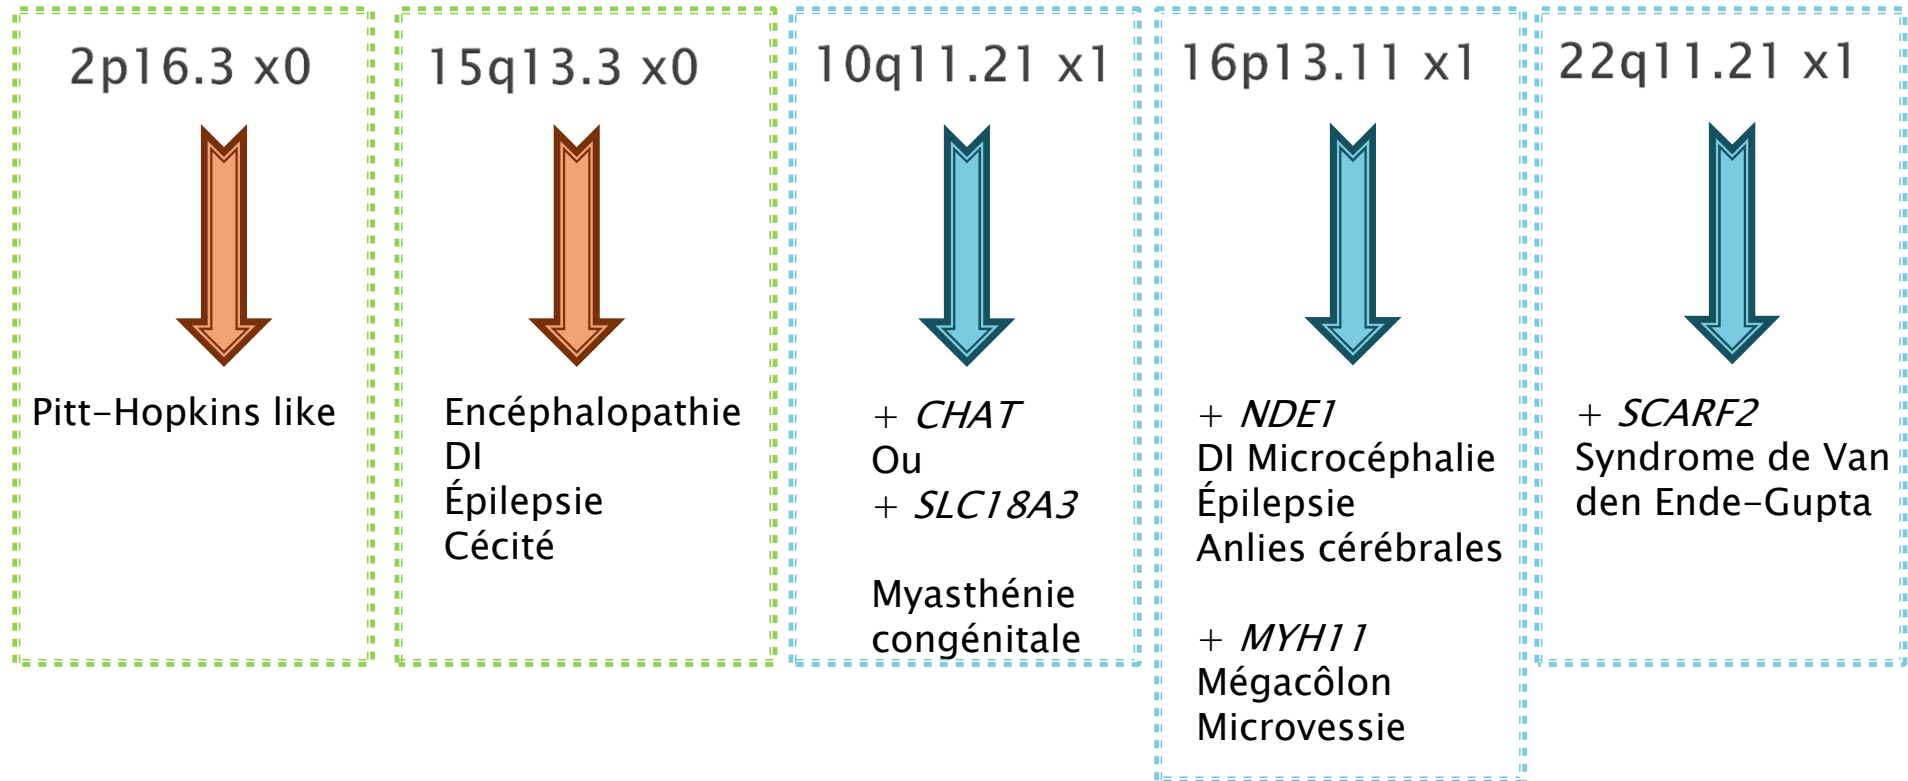 2p16.3 x0
Pitt-Hopkins like
15q13.3 x0
Encéphalopathie
DI
Épilepsie
Cécité
10q11.21 x1
+ CHAT
Ou
+ SLC18A3
Myasthénie
congénitale
16p13.11 x1
+ NDE1
DI Microcéphalie
Épilepsie
Anlies cérébrales
+ MYH11
Mégacôlon
Microvessie
22q11.21 x1
+ SCARF2
Syndrome de Van
den Ende-Gupta